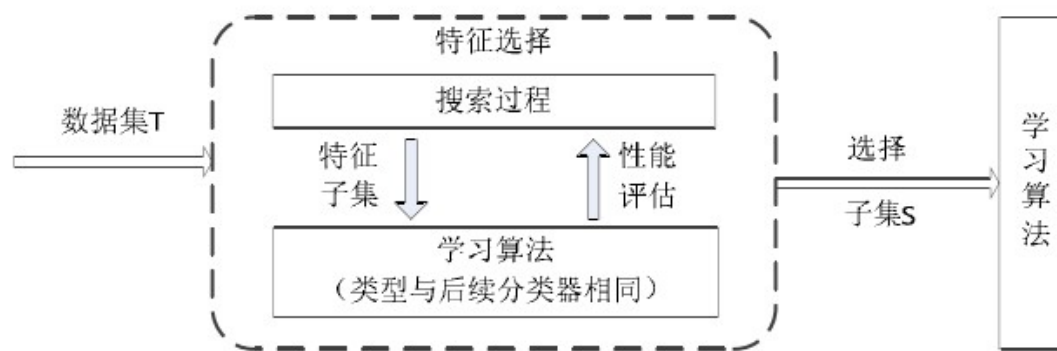 特征选择
搜索过程
数据集T
特征
子集
性能
评估
学习算法
（类型与后续分类器相同）
选择
子集S
学
习
算
法